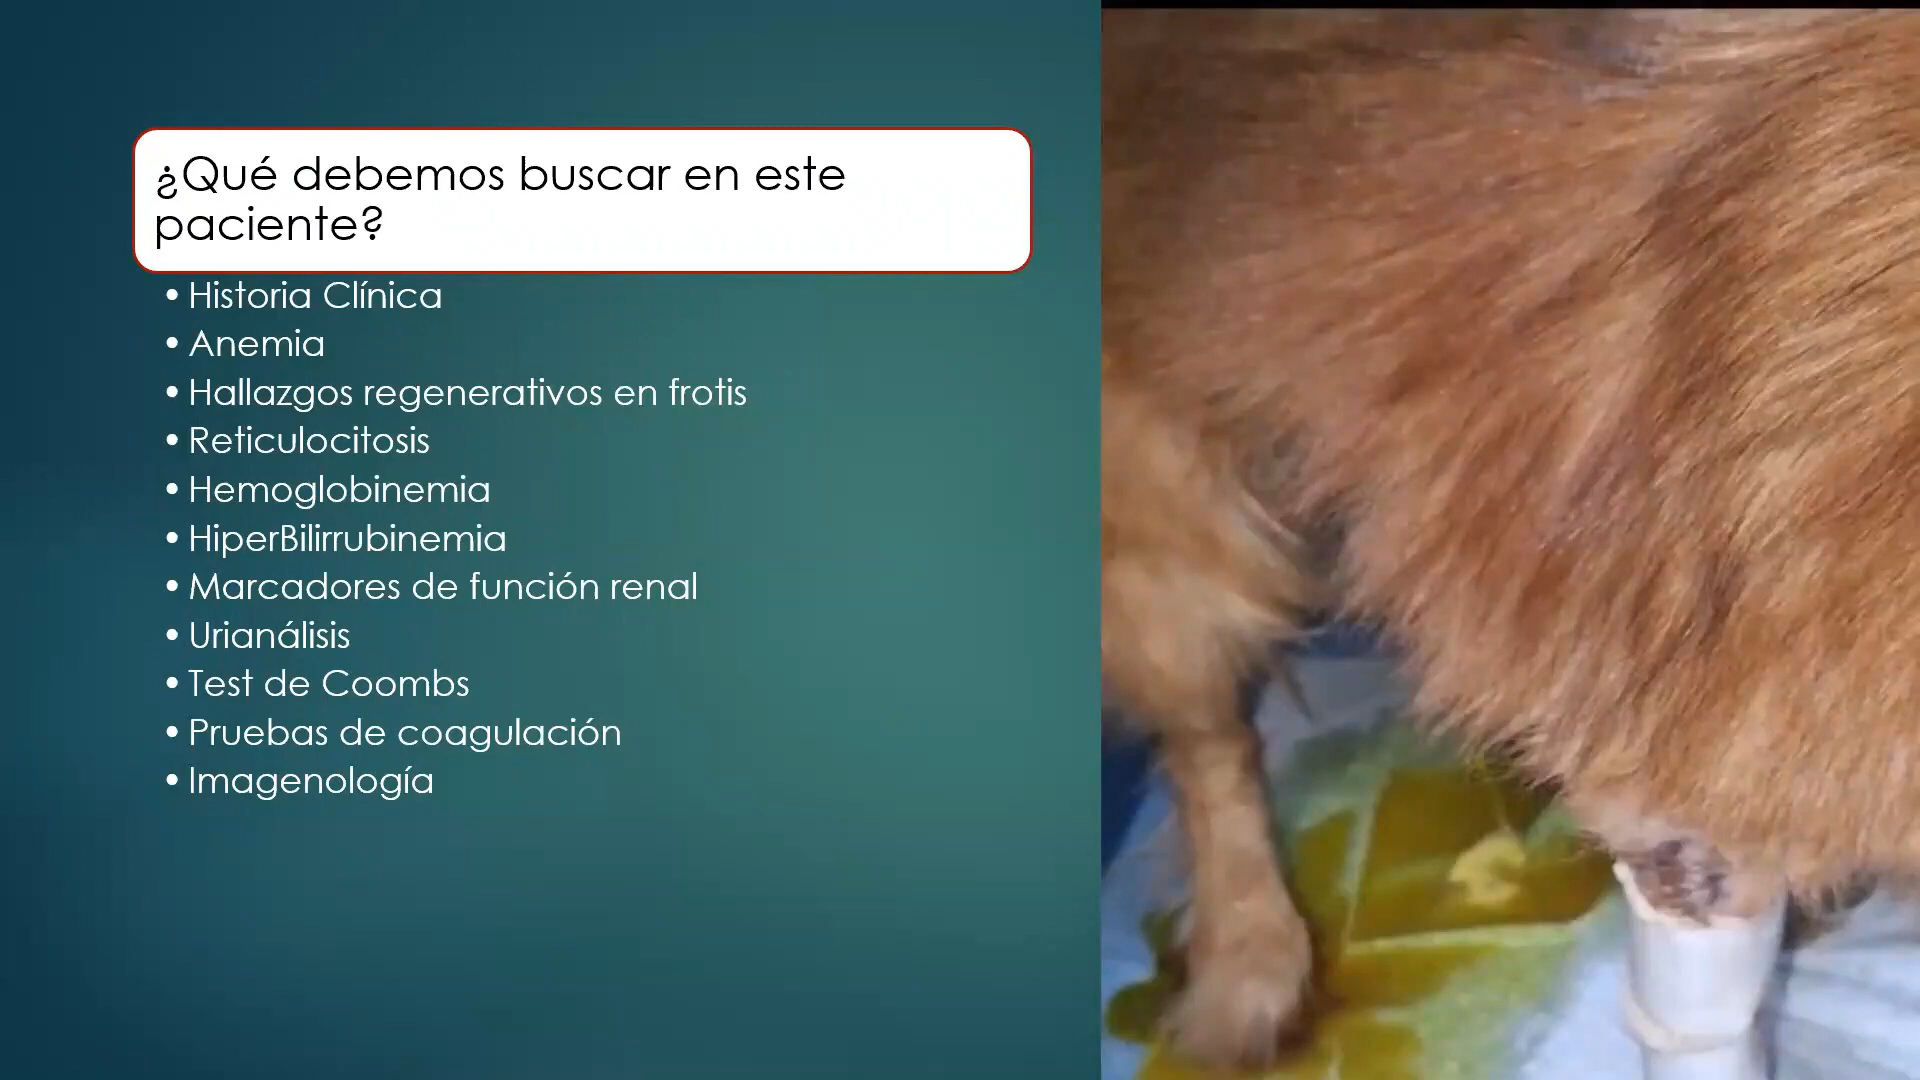 ¿Qué debemos buscar en este
paciente?
• Historia Clínica
• Anemia
• Hallazgos regenerativos en frotis
• Reticulocitosis
• Hemoglobinemia
• HiperBilirrubinemia
• Marcadores de función renal
• Urianálisis
• Test de Coombs
• Pruebas de coagulación
• Imagenología